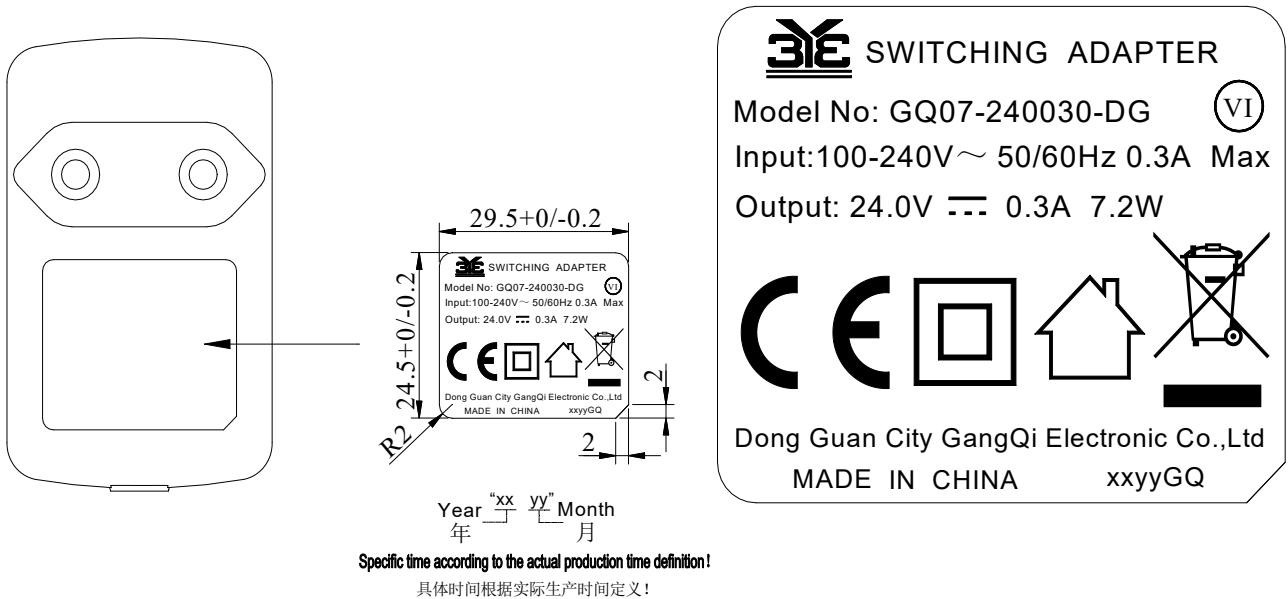 29.5+0/-0.2
24.5+0/-0.2
3YE SWITCHING ADAPTER
Model No: GQ07-240030-DG VI
Input:100-240V～ 50/60Hz 0.3A Max
Output: 24.0V ⎓ 0.3A 7.2W
CE
Dong Guan City GangQi Electronic Co.,Ltd
MADE IN CHINA xxyyGQ
2
2
R2
Year “xx yy” Month
年 月
Specific time according to the actual production time definition!
具体时间根据实际生产时间定义!
3YE SWITCHING ADAPTER
Model No: GQ07-240030-DG VI
Input:100-240V～ 50/60Hz 0.3A Max
Output: 24.0V ⎓ 0.3A 7.2W
CE
Dong Guan City GangQi Electronic Co.,Ltd
MADE IN CHINA xxyyGQ